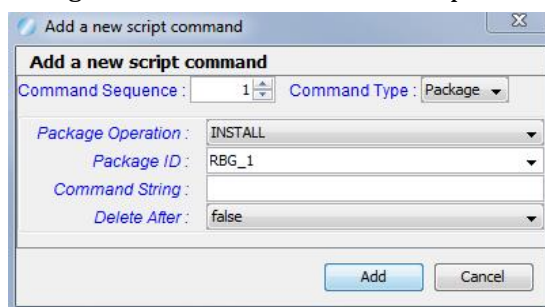 Add a new script command
Add a new script command
Command Sequence : 1 Command Type : Package
Package Operation : INSTALL
Package ID : RBG_1
Command String :
Delete After : false
Add Cancel